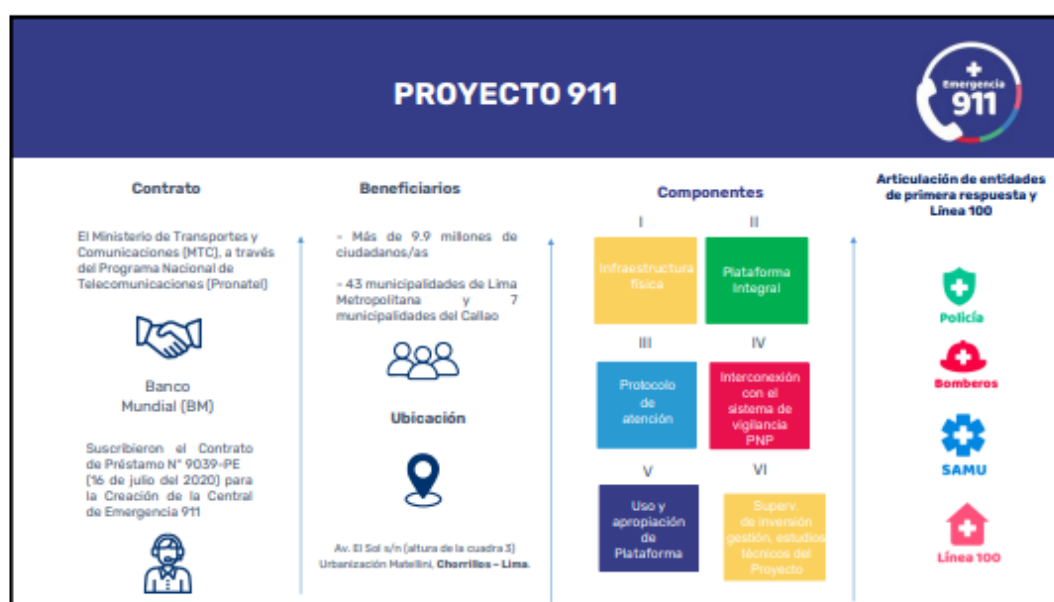 PROYECTO 911
Emergencia
911
Contrato
El Ministerio de Transportes y
Comunicaciones (MTC), a través
del Programa Nacional de
Telecomunicaciones (Pronatel)
Banco
Mundial (BM)
Suscribieron el Contrato
de Préstamo N° 9039-PE
(16 de julio del 2020) para
la Creación de la Central
de Emergencia 911
Beneficiarios
- Más de 9.9 millones de
ciudadanos/as
- 43 municipalidades de Lima
Metropolitana y 7
municipalidades del Callao
Ubicación
Av. El Sol s/n (altura de la cuadra 3)
Urbanización Matellini, Chorrillos – Lima.
Componentes
I
Infraestructura
física
II
Plataforma
Integral
III
Protocolo
de
atención
IV
Interconexión
con el
sistema de
vigilancia
PNP
V
Uso y
apropiación
de
Plataforma
VI
Superv.
de inversión
gestión, estudios
técnicos del
Proyecto
Articulación de entidades
de primera respuesta y
Línea 100
Policía
Bomberos
SAMU
Línea 100